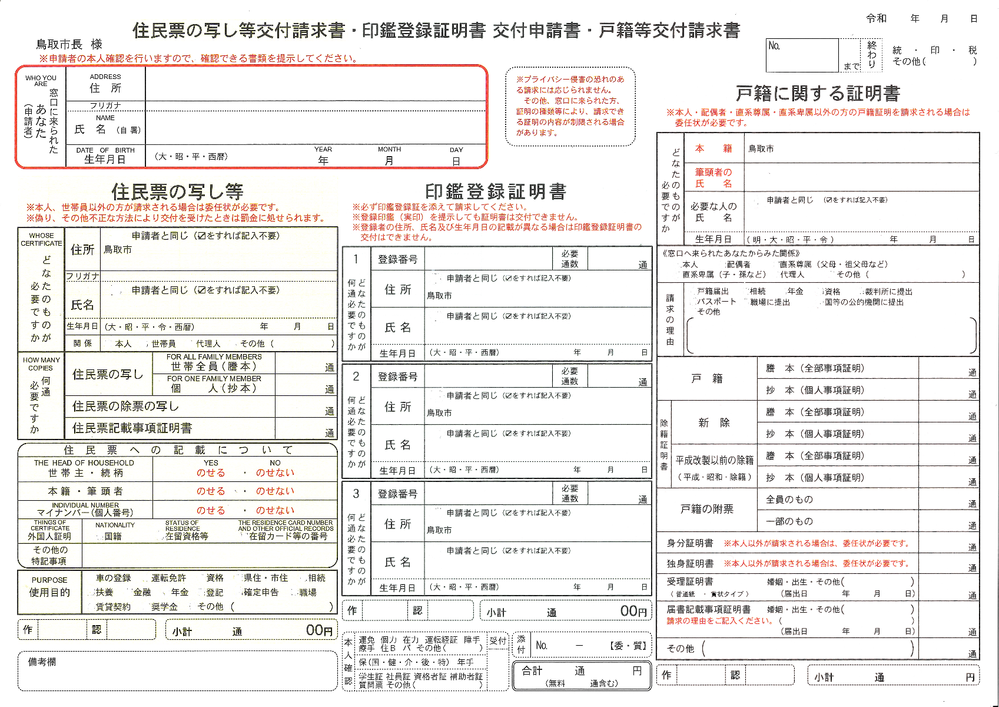 令和 年 月 日
住民票の写し等交付請求書・印鑑登録証明書 交付申請書・戸籍等交付請求書
鳥取市長 様
※申請者の本人確認を行いますので、確認できる書類を提示してください。
No.
まで
終わり
統 ・ 印 ・ 税
その他( )
WHO YOU ARE
窓口に来られた
あなた
(申請者)
ADDRESS
住 所
フリガナ
NAME
氏 名 (自 署)
DATE OF BIRTH
生年月日
(大・昭・平・西暦)
YEAR
年
MONTH
月
DAY
日
※プライバシー侵害の恐れのあ
る請求には応じられません。
その他、窓口に来られた方、
証明の種類等により、請求でき
る証明の内容が制限される場合
があります。
住民票の写し等
※本人、世帯員以外の方が請求される場合は委任状が必要です。
※偽り、その他不正な方法により交付を受けたときは罰金に処せられます。
WHOSE
CERTIFICATE
どなたのものが
必要ですか
住所
申請者と同じ(☑をすれば記入不要)
鳥取市
フリガナ
氏名
申請者と同じ(☑をすれば記入不要)
生年月日 (大・昭・平・令・西暦) 年 月 日
関 係 本人 世帯員 代理人 その他 ( )
HOW MANY
COPIES
何通
必要ですか
住民票の写し
FOR ALL FAMILY MEMBERS
世帯全員(謄本) 通
FOR ONE FAMILY MEMBER
個 人(抄本) 通
住民票の除票の写し 通
住民票記載事項証明書 通
住 民 票 へ の 記 載 に つ い て
THE HEAD OF HOUSEHOLD YES NO
世帯主・続柄 のせる ・ のせない
本籍・筆頭者 のせる ・ のせない
INDIVIDUAL NUMBER
マイナンバー(個人番号) のせる ・ のせない
THINGS OF
CERTIFICATE
外国人証明
NATIONALITY
国籍
STATUS OF
RESIDENCE
在留資格等
THE RESIDENCE CARD NUMBER
AND OTHER OFFICIAL RECORDS
在留カード等の番号
その他の
特記事項
PURPOSE
使用目的
車の登録 運転免許 資格 県住・市住 相続
扶養 金融 年金 登記 確定申告 職場
賃貸契約 奨学金 その他 ( )
作 認
小計 通 00円
備考欄
印鑑登録証明書
※必ず印鑑登録証を添えて請求してください。
※登録印鑑(実印)を提示しても証明書は交付できません。
※登録者の住所、氏名及び生年月日の記載が異なる場合は印鑑登録証明書の
交付はできません。
1
どなたのものが
何通必要ですか
登録番号
必要
通数
通
住 所
申請者と同じ(☑をすれば記入不要)
鳥取市
氏 名
申請者と同じ(☑をすれば記入不要)
生年月日 (大・昭・平・西暦) 年 月 日
2
どなたのものが
何通必要ですか
登録番号
必要
通数
通
住 所
申請者と同じ(☑をすれば記入不要)
鳥取市
氏 名
申請者と同じ(☑をすれば記入不要)
生年月日 (大・昭・平・西暦) 年 月 日
3
どなたのものが
何通必要ですか
登録番号
必要
通数
通
住 所
申請者と同じ(☑をすれば記入不要)
鳥取市
氏 名
申請者と同じ(☑をすれば記入不要)
生年月日 (大・昭・平・西暦) 年 月 日
作 認
小計 通 00円
本人確認
運免 個力 在力 運転経証 障手
療手 住B パ その他( )
保(国・健・介・後・特) 年手
学生証 社員証 資格者証 補助者証
質問票 その他( )
受付
添付
No. － 【委・質】
合計 通 円
(無料 通含む)
戸籍に関する証明書
※本人・配偶者・直系尊属・直系卑属以外の方の戸籍証明を請求される場合は
委任状が必要です。
どなたのものが
必要ですか
本 籍
鳥取市
筆頭者の
氏 名
必要な人の
氏 名
申請者と同じ (☑をすれば記入不要)
生年月日 (明・大・昭・平・令) 年 月 日
《窓口へ来られたあなたからみた関係》
本人 配偶者 直系尊属(父母・祖父母など)
直系卑属(子・孫など) 代理人 その他( )
請求の理由
戸籍届出 相続 年金 資格 裁判所に提出
パスポート 職場に提出 国等の公的機関に提出
その他
戸 籍
謄 本(全部事項証明) 通
抄 本(個人事項証明) 通
除籍証明書
新 除
謄 本(全部事項証明) 通
抄 本(個人事項証明) 通
平成改製以前の除籍
(平成・昭和・除籍)
謄 本(全部事項証明) 通
抄 本(個人事項証明) 通
戸籍の附票
全員のもの 通
一部のもの 通
身分証明書 ※本人以外が請求される場合は、委任状が必要です。 通
独身証明書 ※本人以外が請求される場合は、委任状が必要です。 通
受理証明書 婚姻・出生・その他( )
(普通紙 ・ 賞状タイプ) (届出日 年 月 日) 通
届書記載事項証明書 婚姻・出生・その他( )
請求の理由をご記入ください。( )
(届出日 年 月 日) 通
その他 ( ) 通
作 認
小計 通 円